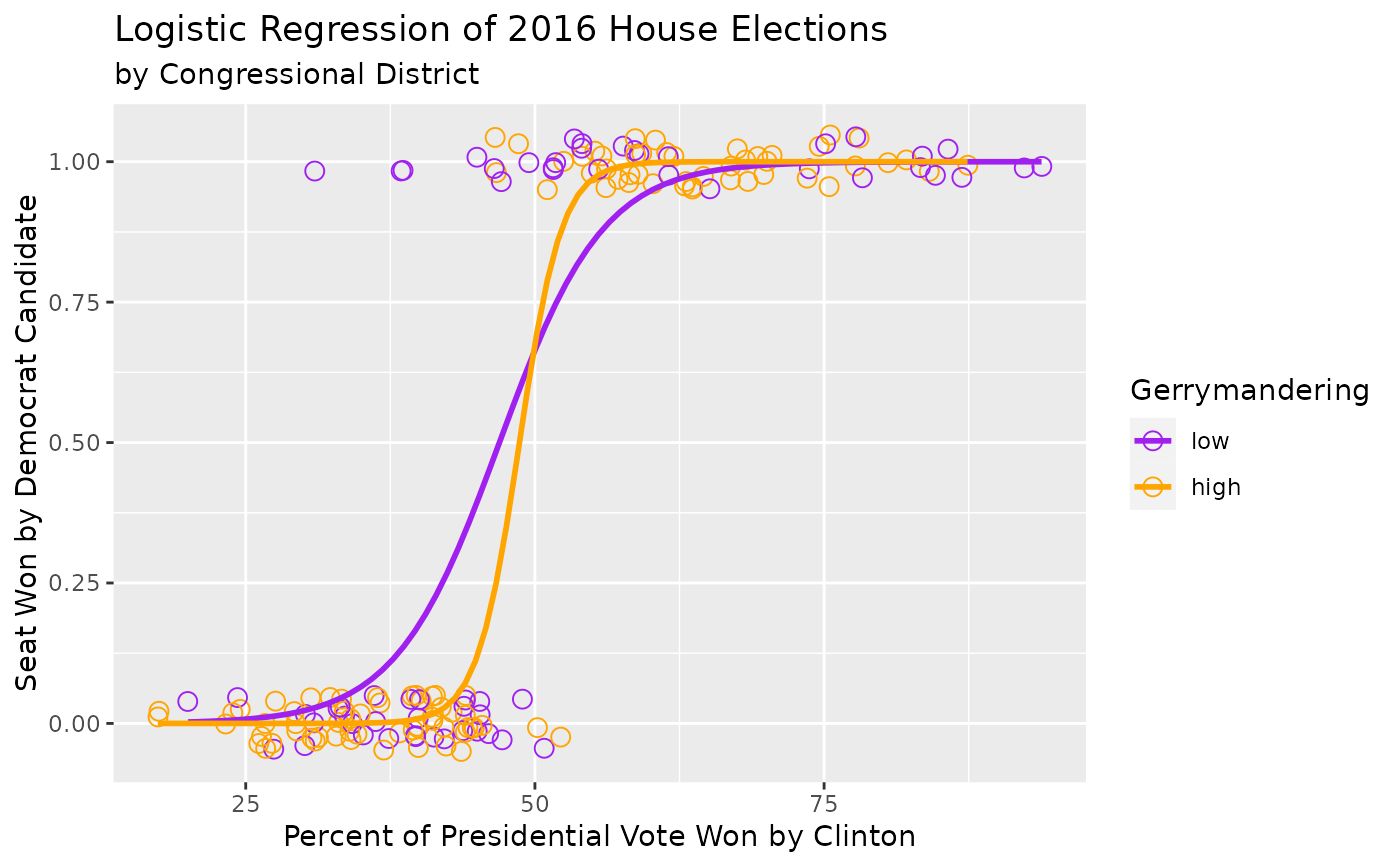 Logistic Regression of 2016 House Elections
by Congressional District
Seat Won by Democrat Candidate
1.00
0.75
0.50
0.25
0.00
25 50 75
Percent of Presidential Vote Won by Clinton
Gerrymandering
low
high